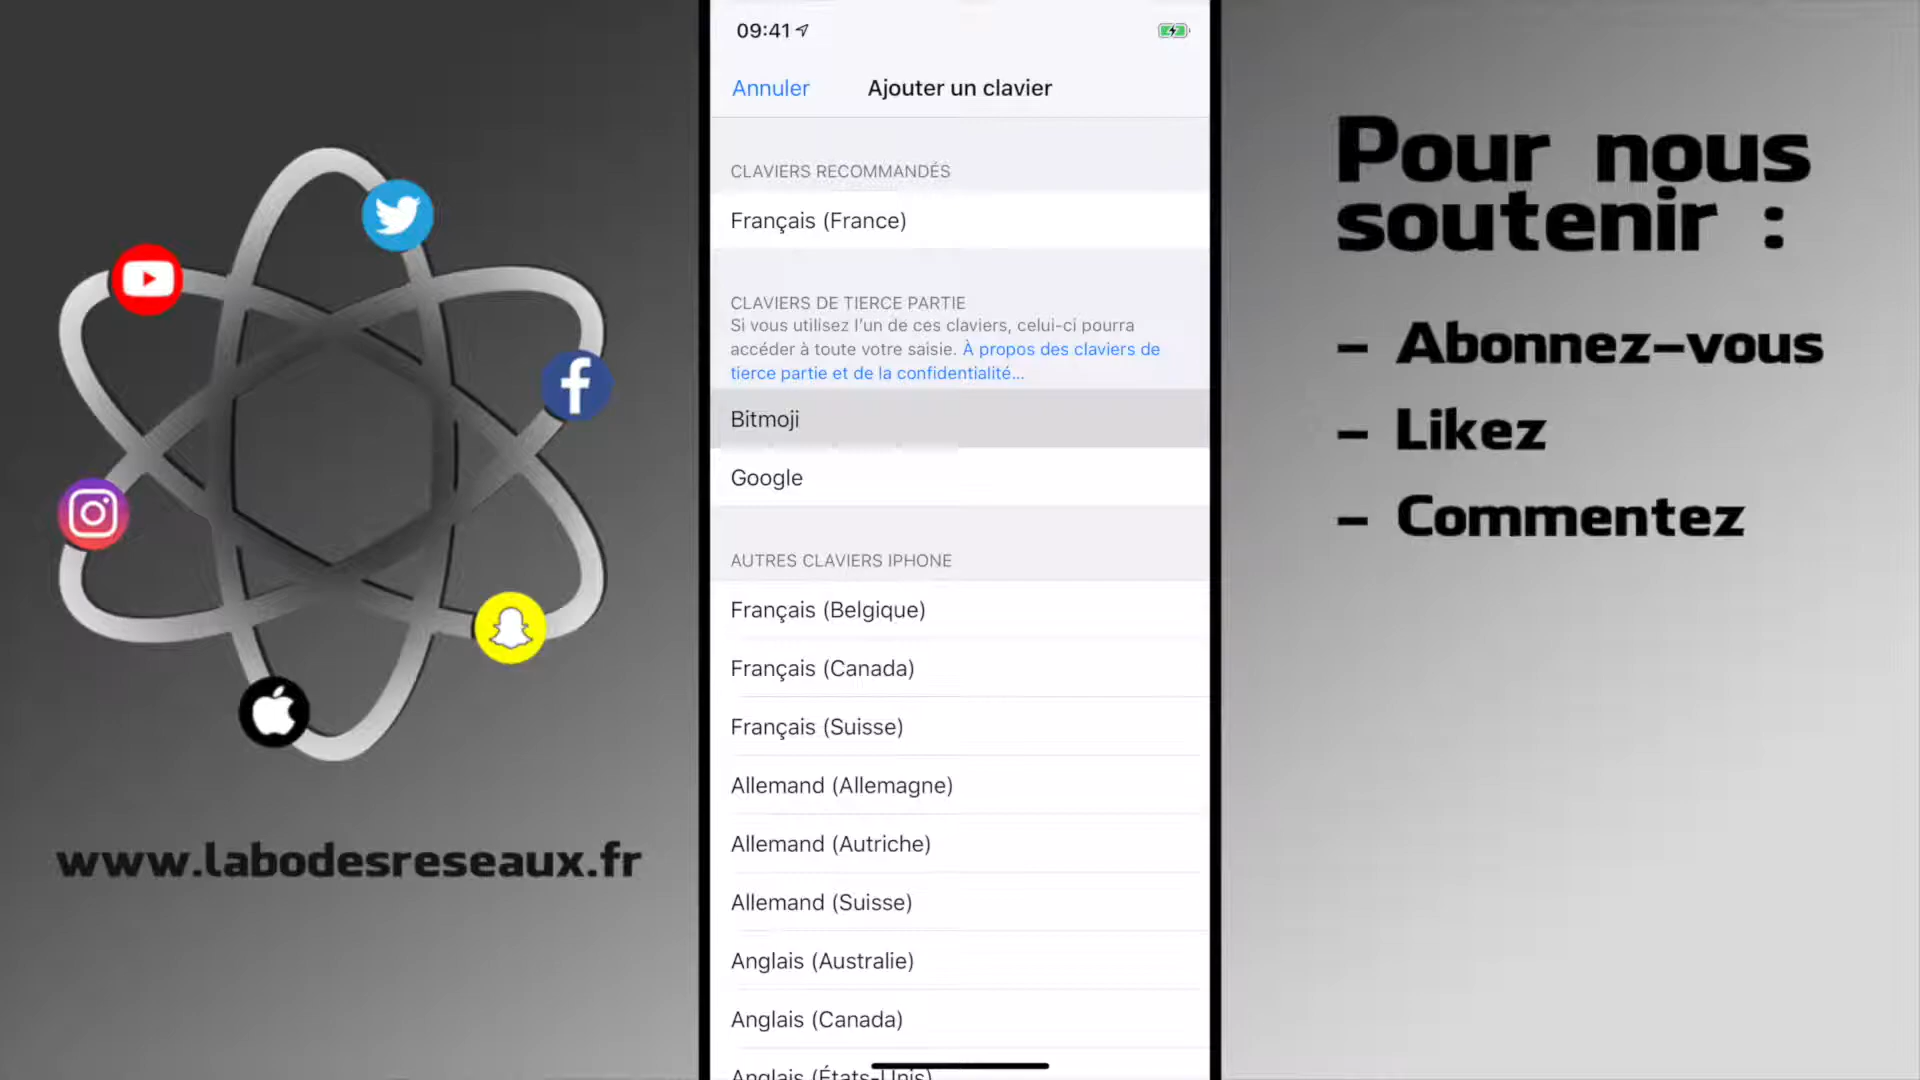 09:41
Annuler
Ajouter un clavier
CLAVIERS RECOMMANDÉS
Français (France)
CLAVIERS DE TIERCE PARTIE
Si vous utilisez l'un de ces claviers, celui-ci pourra
accéder à toute votre saisie. À propos des claviers de
tierce partie et de la confidentialité...
Bitmoji
Google
AUTRES CLAVIERS IPHONE
Français (Belgique)
Français (Canada)
Français (Suisse)
Allemand (Allemagne)
Allemand (Autriche)
Allemand (Suisse)
Anglais (Australie)
Anglais (Canada)
Anglais (États-Unis)
www.labodesreseaux.fr
Pour nous
soutenir :
- Abonnez-vous
- Likez
- Commentez